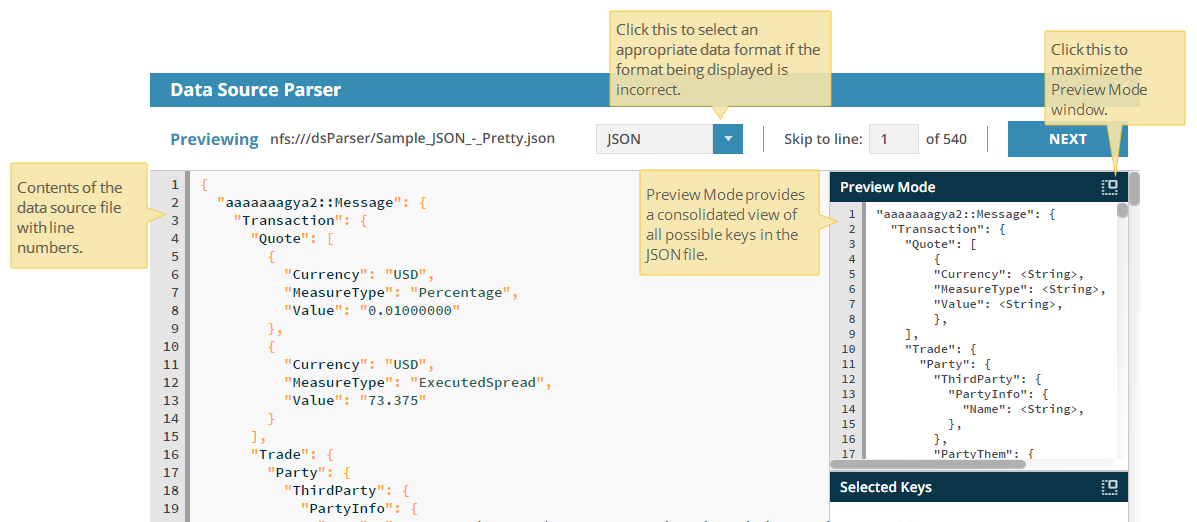 Click this to select an
appropriate data format if the
format being displayed is
incorrect.
Click this to
maximize the
Preview Mode
window.
Data Source Parser
Previewing nfs:///dsParser/Sample_JSON_-_Pretty.json JSON Skip to line: 1 of 540 NEXT
Contents of the
data source file
with line
numbers.
1 {
2 "aaaaaaagya2::Message": {
3 "Transaction": {
4 "Quote": [
5 {
6 "Currency": "USD",
7 "MeasureType": "Percentage",
8 "Value": "0.01000000"
9 },
10 {
11 "Currency": "USD",
12 "MeasureType": "ExecutedSpread",
13 "Value": "73.375"
14 }
15 ],
16 "Trade": {
17 "Party": {
18 "ThirdParty": {
19 "PartyInfo": {
Preview Mode provides
a consolidated view of
all possible keys in the
JSON file.
Preview Mode
1 "aaaaaaagya2::Message": {
2 "Transaction": {
3 "Quote": [
4 {
5 "Currency": <String>,
6 "MeasureType": <String>,
7 "Value": <String>,
8 },
9 ],
10 "Trade": {
11 "Party": {
12 "ThirdParty": {
13 "PartyInfo": {
14 "Name": <String>,
15 },
16 },
17 "PartyThem": {
Selected Keys